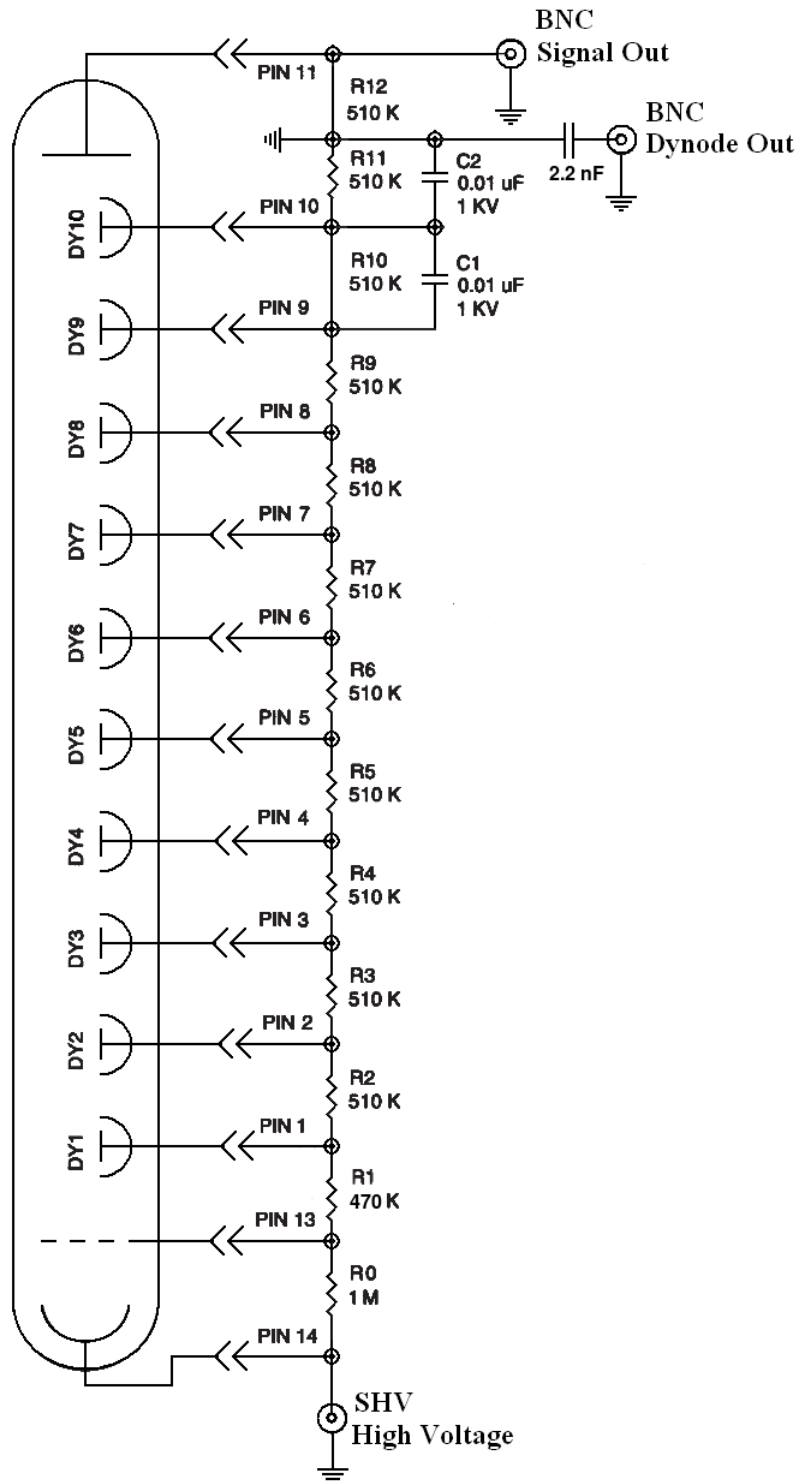 BNC
Signal Out
PIN 11
R12
510 K
BNC
Dynode Out
R11
510 K
C2
0.01 uF
1 KV
2.2 nF
DY10
PIN 10
R10
510 K
C1
0.01 uF
1 KV
DY9
PIN 9
R9
510 K
DY8
PIN 8
R8
510 K
DY7
PIN 7
R7
510 K
DY6
PIN 6
R6
510 K
DY5
PIN 5
R5
510 K
DY4
PIN 4
R4
510 K
DY3
PIN 3
R3
510 K
DY2
PIN 2
R2
510 K
DY1
PIN 1
R1
470 K
PIN 13
R0
1 M
PIN 14
SHV
High Voltage